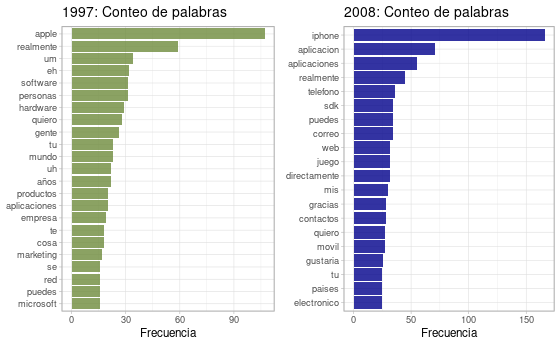 1997: Conteo de palabras
apple
realmente
um
eh
software
personas
hardware
quiero
gente
tu
mundo
uh
años
productos
aplicaciones
empresa
te
cosa
marketing
se
red
puedes
microsoft
0 30 60 90
Frecuencia
2008: Conteo de palabras
iphone
aplicacion
aplicaciones
realmente
telefono
sdk
puedes
correo
web
juego
directamente
mis
gracias
contactos
quiero
movil
gustaria
tu
paises
electronico
0 50 100 150
Frecuencia